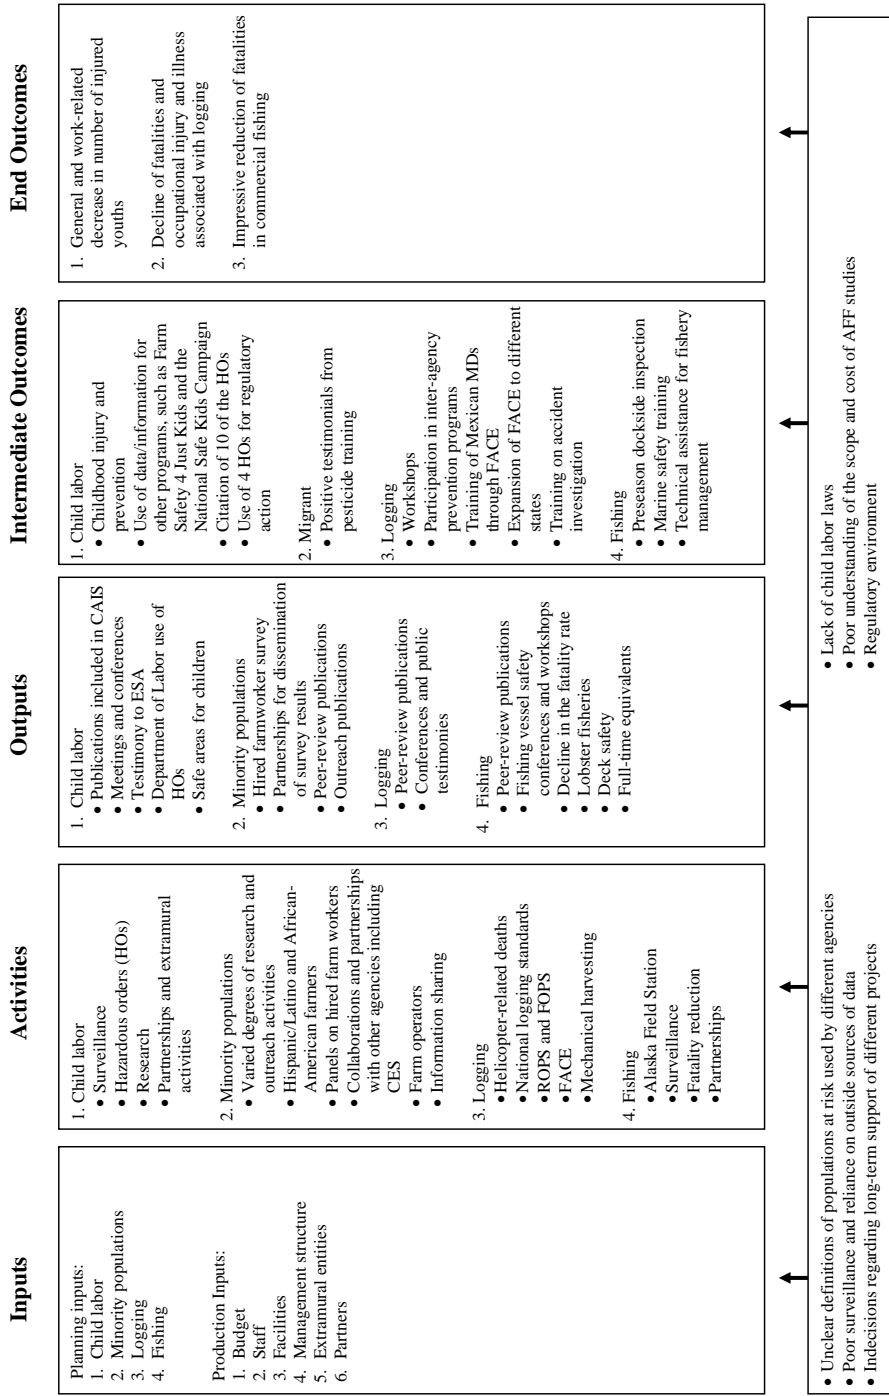 Inputs
Planning inputs:
1. Child labor
2. Minority populations
3. Logging
4. Fishing
Production Inputs:
1. Budget
2. Staff
3. Facilities
4. Management structure
5. Extramural entities
6. Partners
Activities
1. Child labor
• Surveillance
• Hazardous orders (HOs)
• Research
• Partnerships and extramural
activities
2. Minority populations
• Varied degrees of research and
outreach activities
• Hispanic/Latino and African-
American farmers
• Panels on hired farm workers
• Collaborations and partnerships
with other agencies including
CES
• Farm operators
• Information sharing
3. Logging
•Helicopter-related deaths
•National logging standards
•ROPS and FOPS
•FACE
•Mechanical harvesting
4. Fishing
•Alaska Field Station
•Surveillance
•Fatality reduction
•Partnerships
Outputs
1. Child labor
• Publications included in CAIS
• Meetings and conferences
• Testimony to ESA
• Department of Labor use of
HOs
• Safe areas for children
2. Minority populations
• Hired farmworker survey
• Partnerships for dissemination
of survey results
•Peer-review publications
•Outreach publications
3. Logging
• Peer-review publications
• Conferences and public
testimonies
4. Fishing
• Peer-review publications
• Fishing vessel safety
conferences and workshops
• Decline in the fatality rate
• Lobster fisheries
• Deck safety
• Full-time equivalents
Intermediate Outcomes
1. Child labor
• Childhood injury and
prevention
• Use of data/information for
other programs, such as Farm
Safety 4 Just Kids and the
National Safe Kids Campaign
• Citation of 10 of the HOs
• Use of 4 HOs for regulatory
action
2. Migrant
• Positive testimonials from
pesticide training
3. Logging
• Workshops
• Participation in inter-agency
prevention programs
• Training of Mexican MDs
through FACE
• Expansion of FACE to different
states
• Training on accident
investigation
4. Fishing
• Preseason dockside inspection
• Marine safety training
• Technical assistance for fishery
management
End Outcomes
1. General and work-related
decrease in number of injured
youths
2. Decline of fatalities and
occupational injury and illness
associated with logging
3. Impressive reduction of fatalities
in commercial fishing
• Unclear definitions of populations at risk used by different agencies
• Poor surveillance and reliance on outside sources of data
• Indecisions regarding long-term support of different projects
• Lack of child labor laws
• Poor understanding of the scope and cost of AFF studies
• Regulatory environment